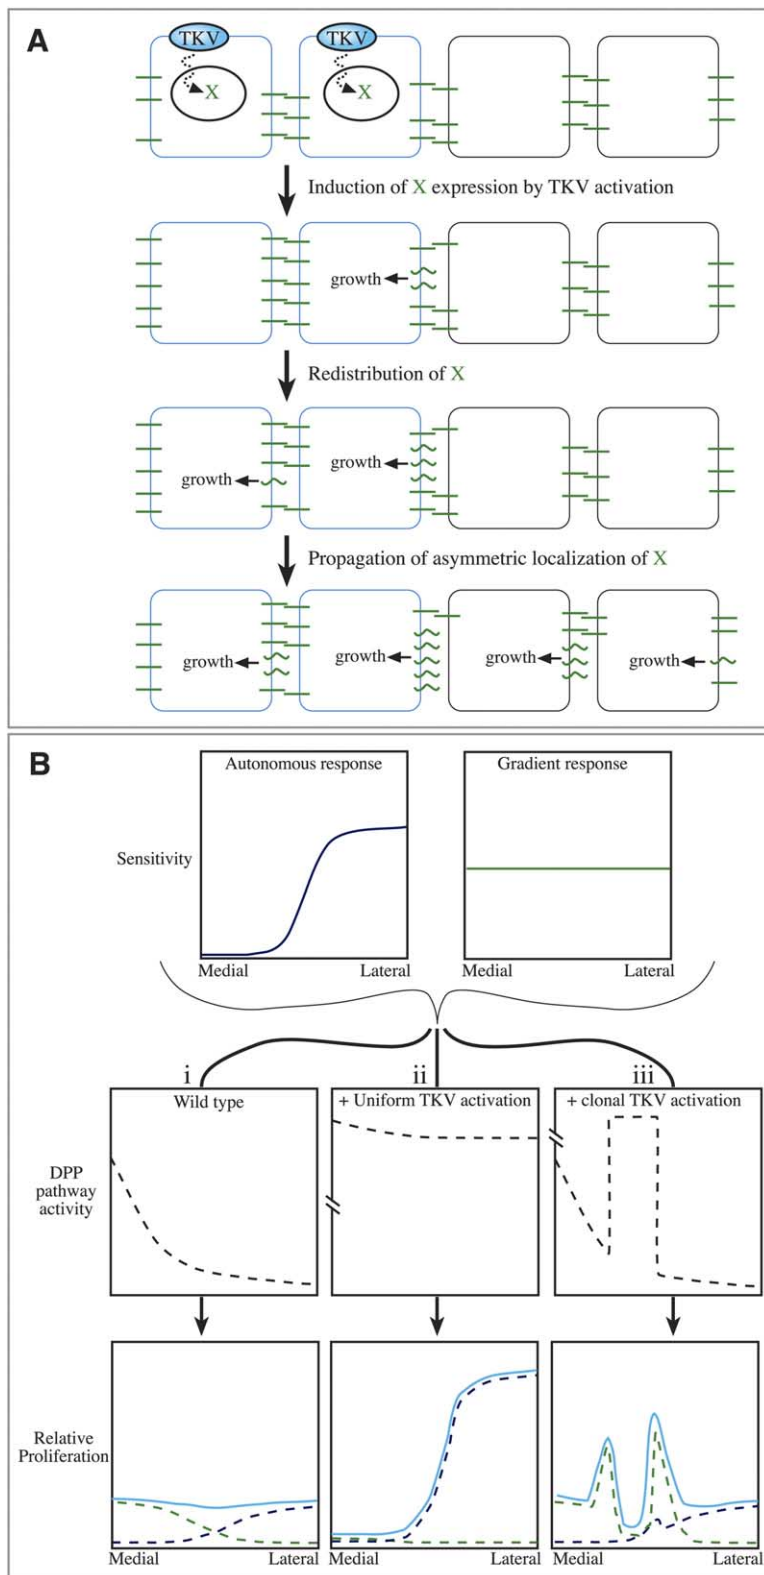 A
TKV
TKV
X
X
Induction of X expression by TKV activation
growth
Redistribution of X
growth
growth
Propagation of asymmetric localization of X
growth
growth
growth
growth
B
Autonomous response
Gradient response
Sensitivity
Medial Lateral
Medial Lateral
i
ii
iii
Wild type
+ Uniform TKV activation
+ clonal TKV activation
DPP
pathway
activity
Relative
Proliferation
Medial Lateral
Medial Lateral
Medial Lateral